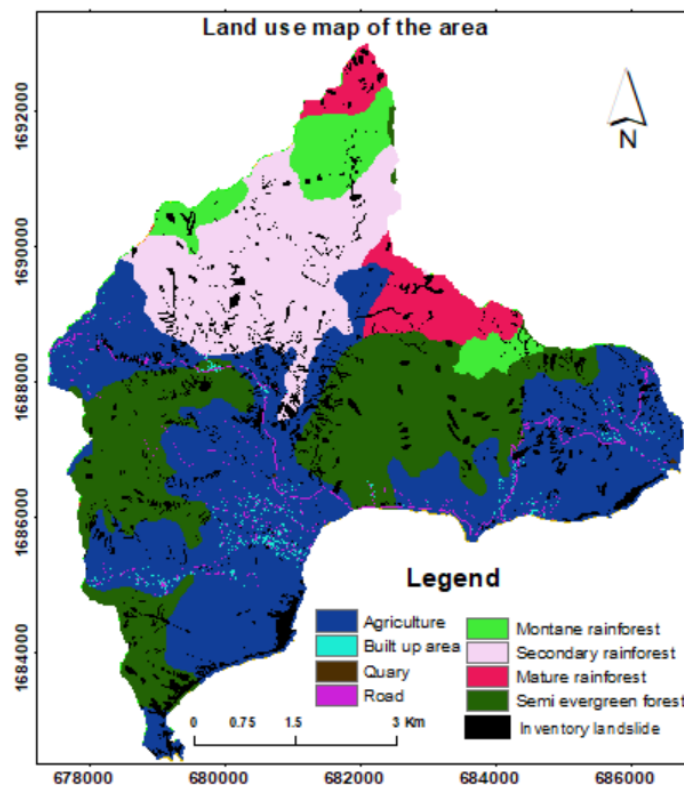 Land use map of the area
N
1692000
1690000
1688000
1686000
1684000
Legend
Agriculture
Built up area
Quary
Road
Montane rainforest
Secondary rainforest
Mature rainforest
Semi evergreen forest
Inventory landslide
0 0.75 1.5 3 Km
678000 680000 682000 684000 686000